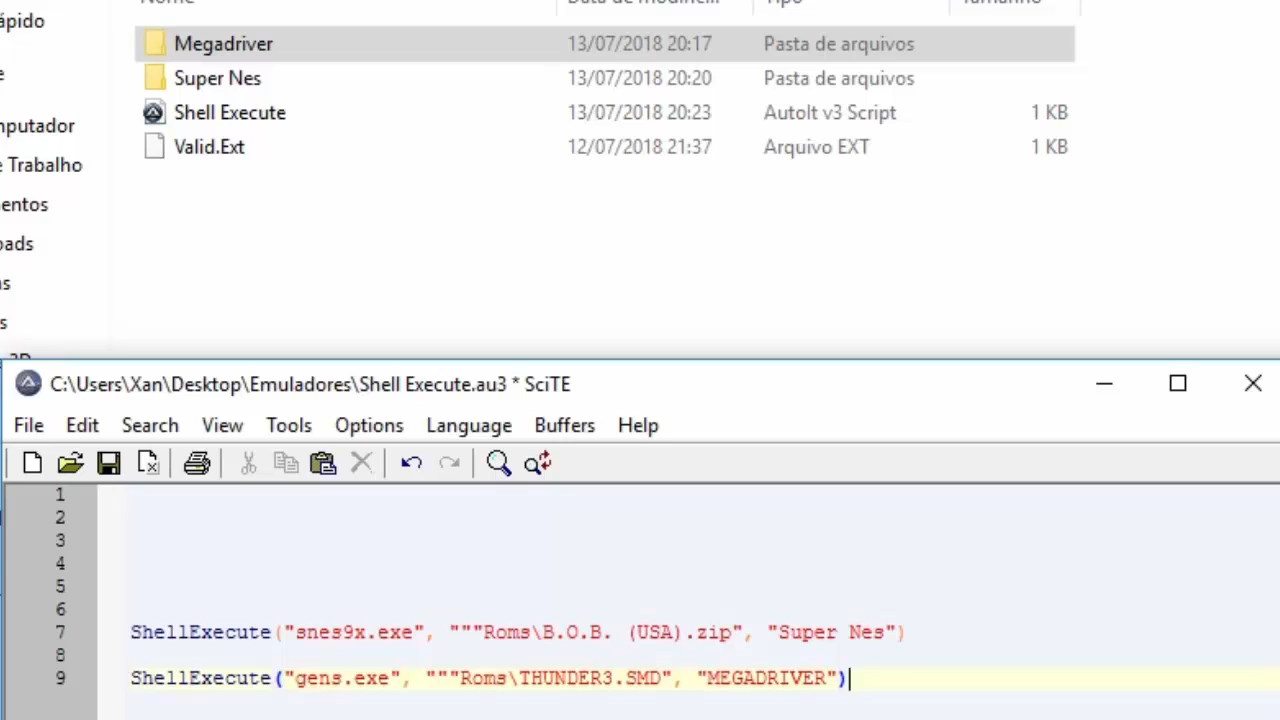 ápido
Megadriver 13/07/2018 20:17 Pasta de arquivos
Super Nes 13/07/2018 20:20 Pasta de arquivos
Shell Execute 13/07/2018 20:23 AutoIt v3 Script 1 KB
mputador
Valid.Ext 12/07/2018 21:37 Arquivo EXT 1 KB
e Trabalho
entos
oads
s
s
3D
C:\Users\Xan\Desktop\Emuladores\Shell Execute.au3 * SciTE
File Edit Search View Tools Options Language Buffers Help
1
2
3
4
5
6
7 ShellExecute("snes9x.exe", """Roms\B.O.B. (USA).zip", "Super Nes")
8
9 ShellExecute("gens.exe", """Roms\THUNDER3.SMD", "MEGADRIVER")